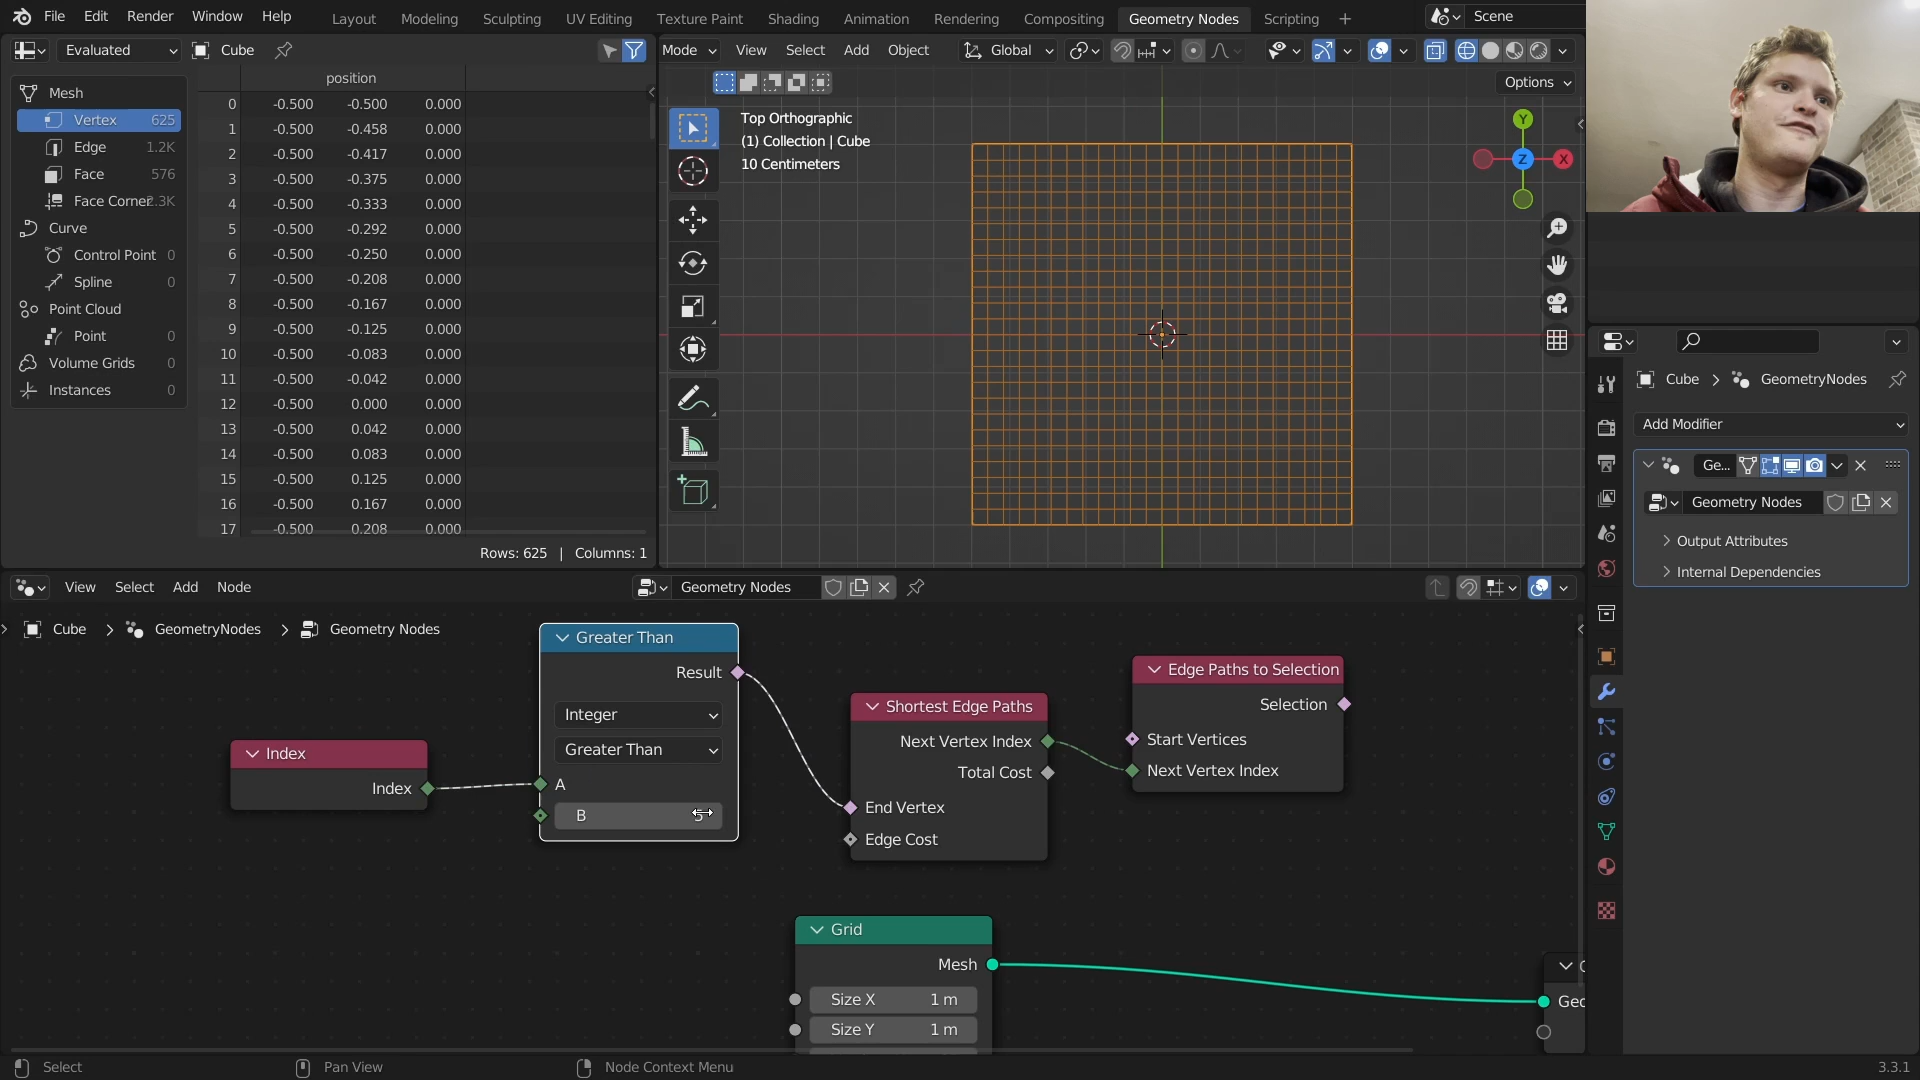 File Edit Render Window Help
Layout Modeling Sculpting UV Editing Texture Paint Shading Animation Rendering Compositing Geometry Nodes Scripting
Scene
Evaluated
Cube
Mode View Select Add Object
Global
Options
Mesh
Vertex 625
Edge 1.2K
Face 576
Face Corner 2.3K
Curve
Control Point 0
Spline 0
Point Cloud
Point 0
Volume Grids 0
Instances 0
position
0 -0.500 -0.500 0.000
1 -0.500 -0.458 0.000
2 -0.500 -0.417 0.000
3 -0.500 -0.375 0.000
4 -0.500 -0.333 0.000
5 -0.500 -0.292 0.000
6 -0.500 -0.250 0.000
7 -0.500 -0.208 0.000
8 -0.500 -0.167 0.000
9 -0.500 -0.125 0.000
10 -0.500 -0.083 0.000
11 -0.500 -0.042 0.000
12 -0.500 0.000 0.000
13 -0.500 0.042 0.000
14 -0.500 0.083 0.000
15 -0.500 0.125 0.000
16 -0.500 0.167 0.000
17 -0.500 0.208 0.000
Rows: 625 | Columns: 1
Top Orthographic
(1) Collection | Cube
10 Centimeters
Y
Z
X
Cube GeometryNodes
Add Modifier
Ge...
Geometry Nodes
Output Attributes
Internal Dependencies
View Select Add Node
Geometry Nodes
Cube GeometryNodes Geometry Nodes
Index
Index
Greater Than
Result
Integer
Greater Than
A
B 5
Shortest Edge Paths
Next Vertex Index
Total Cost
End Vertex
Edge Cost
Edge Paths to Selection
Selection
Start Vertices
Next Vertex Index
Grid
Mesh
Size X 1 m
Size Y 1 m
Select
Pan View
Node Context Menu
3.3.1